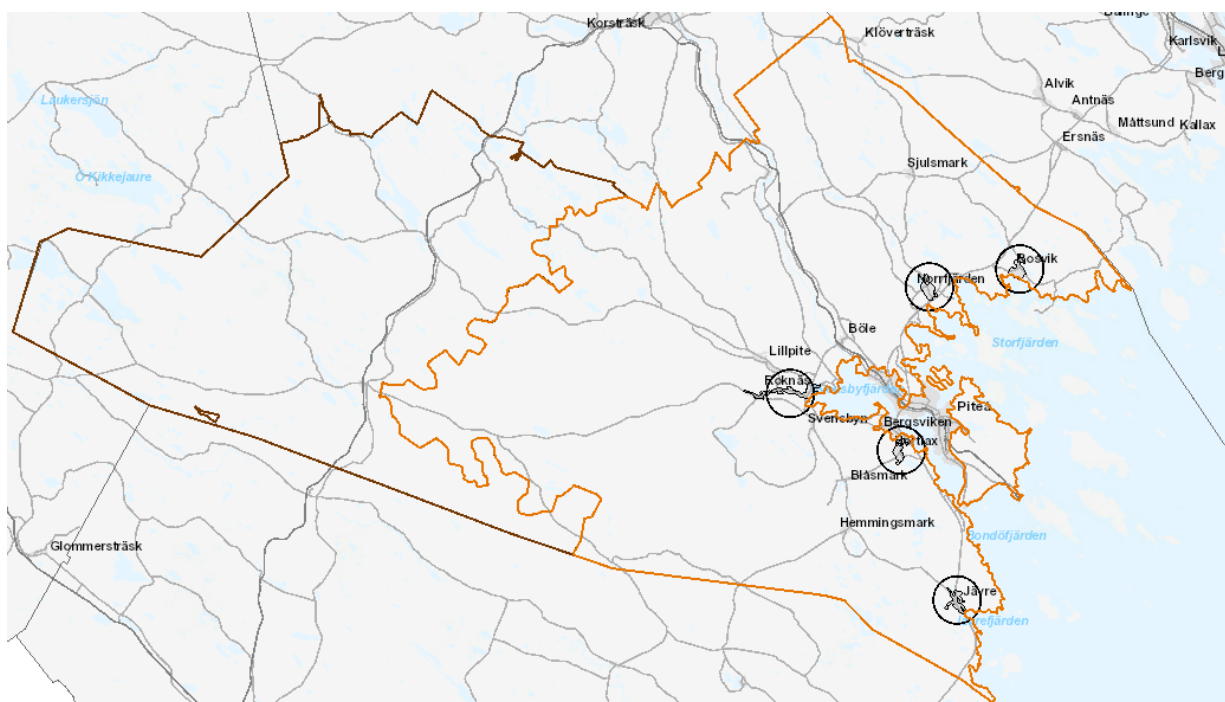 Korsträsk
Klöverträsk
Karlsvik
Laukersjön
Alvik
Antnäs
Måttsund
Kallax
Ersnäs
Ö Kikkejaure
Sjulsmark
Rosvik
Norrfjärden
Böle
Storfjärden
Lillpite
Roknäs
Piteå
Svensbyn
Bergsviken
Blåsmark
Hemmingsmark
Glommersträsk
Jävre